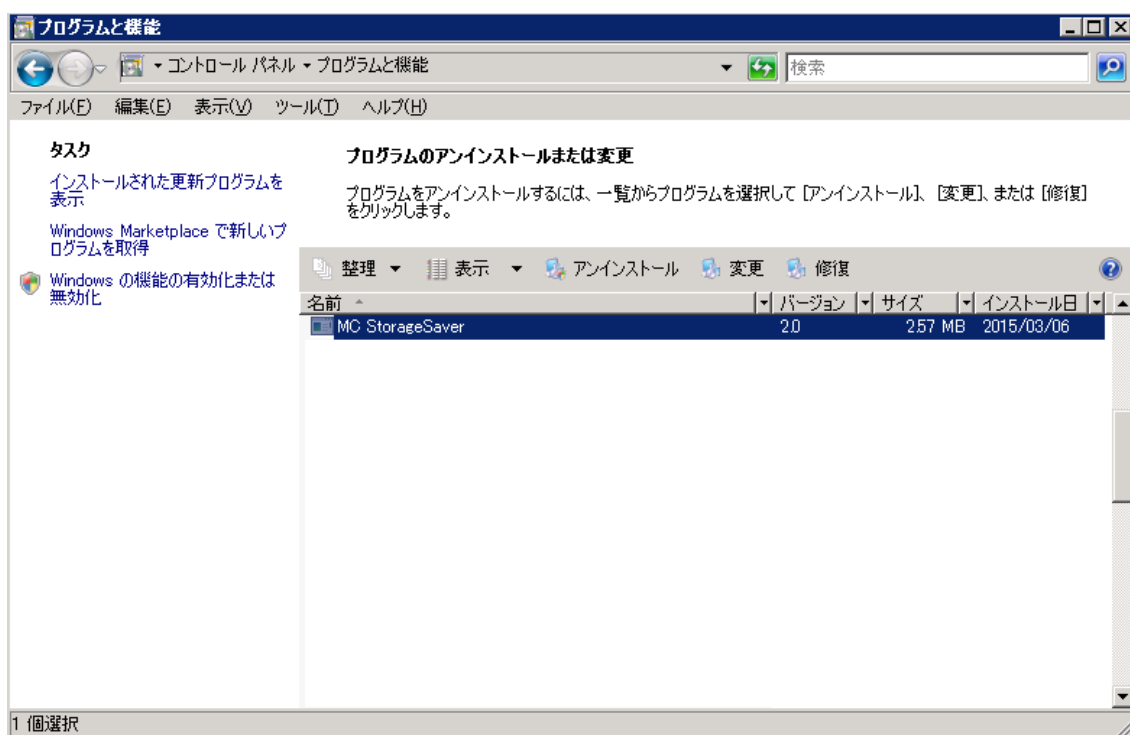 プログラムと機能
コントロール パネル プログラムと機能
検索
ファイル(F) 編集(E) 表示(V) ツール(T) ヘルプ(H)
タスク
インストールされた更新プログラムを
表示
Windows Marketplace で新しいプ
ログラムを取得
Windows の機能の有効化または
無効化
プログラムのアンインストールまたは変更
プログラムをアンインストールするには、一覧からプログラムを選択して [アンインストール]、[変更]、または [修復]
をクリックします。
整理 表示 アンインストール 変更 修復
名前 バージョン サイズ インストール日
MC StorageSaver 2.0 2.57 MB 2015/03/06
1 個選択